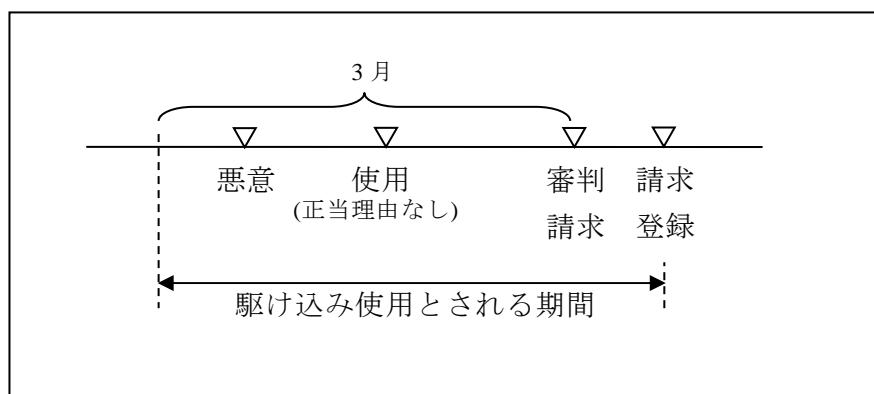 3 月
悪意 使用 審判 請求
(正当理由なし) 請求 登録
駆け込み使用とされる期間